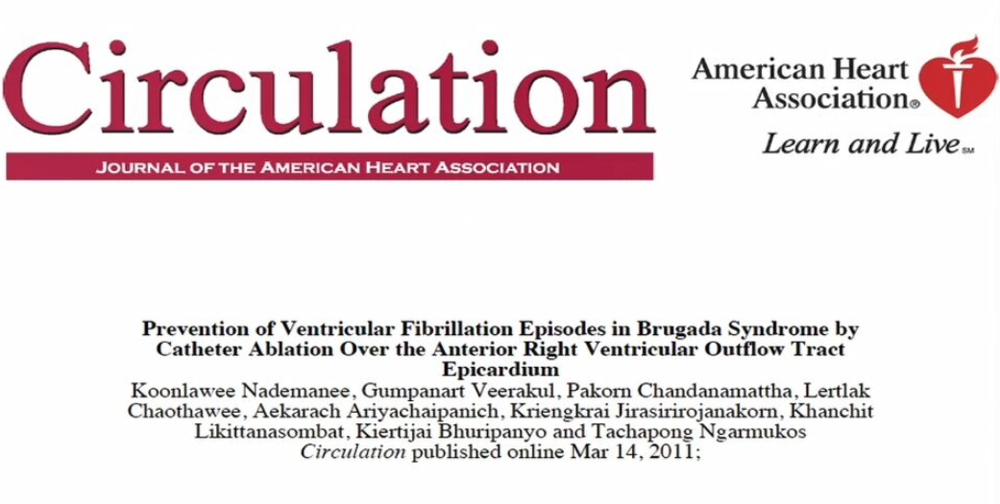 Circulation
JOURNAL OF THE AMERICAN HEART ASSOCIATION
American Heart
Association®
Learn and Live SM
Prevention of Ventricular Fibrillation Episodes in Brugada Syndrome by
Catheter Ablation Over the Anterior Right Ventricular Outflow Tract
Epicardium
Koonlawee Nademanee, Gumpanart Veerakul, Pakorn Chandanamattha, Lertlak
Chaothawee, Aekarach Ariyachaipanich, Kriengkrai Jirasirirojanakorn, Khanchit
Likittanasombat, Kiertijai Bhuripanyo and Tachapong Ngarmukos
Circulation published online Mar 14, 2011;